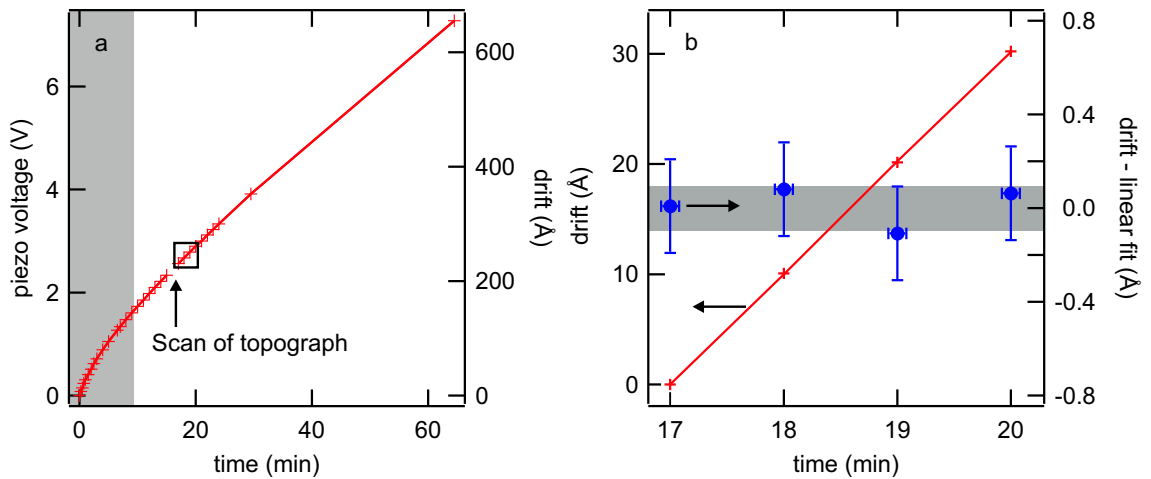 a
piezo voltage (V)
6
4
2
0
600
400
200
0
drift (Å)
Scan of topograph
0
20
40
60
time (min)
b
drift (Å)
30
20
10
0
0.8
0.4
0.0
-0.4
-0.8
drift - linear fit (Å)
17
18
19
20
time (min)